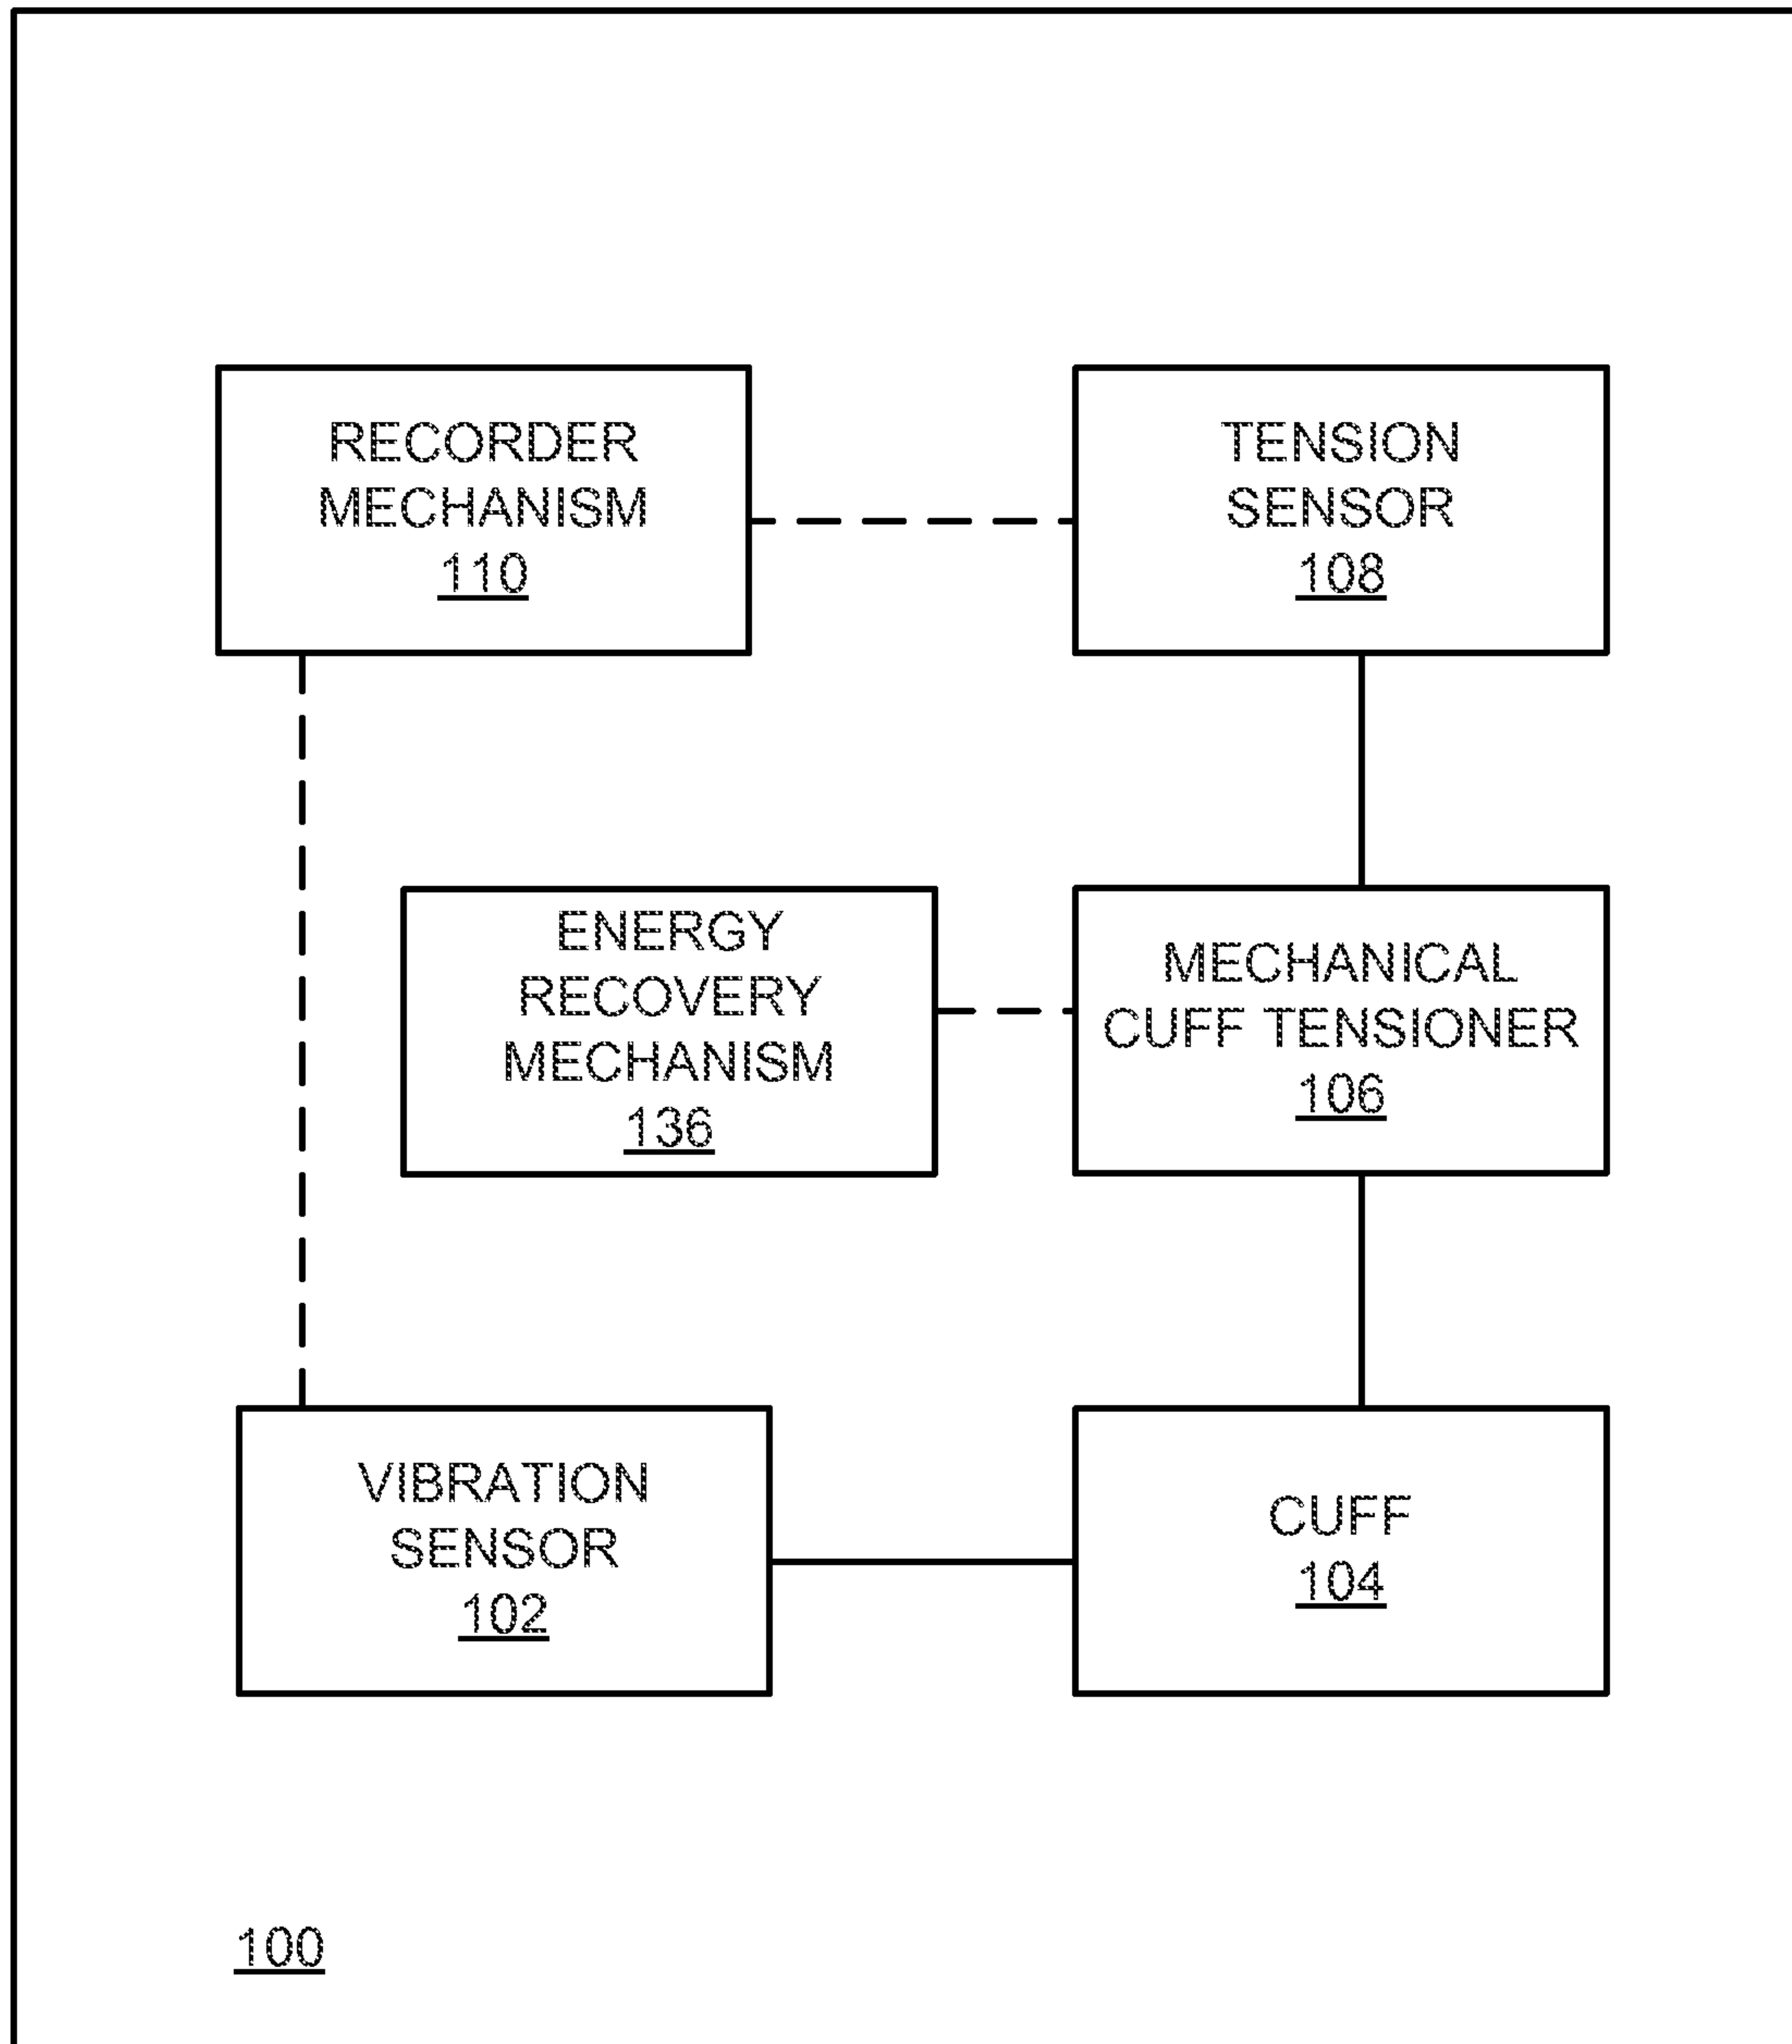 RECORDER
MECHANISM
110
TENSION
SENSOR
108
ENERGY
RECOVERY
MECHANISM
136
MECHANICAL
CUFF TENSIONER
106
VIBRATION
SENSOR
102
CUFF
104
100